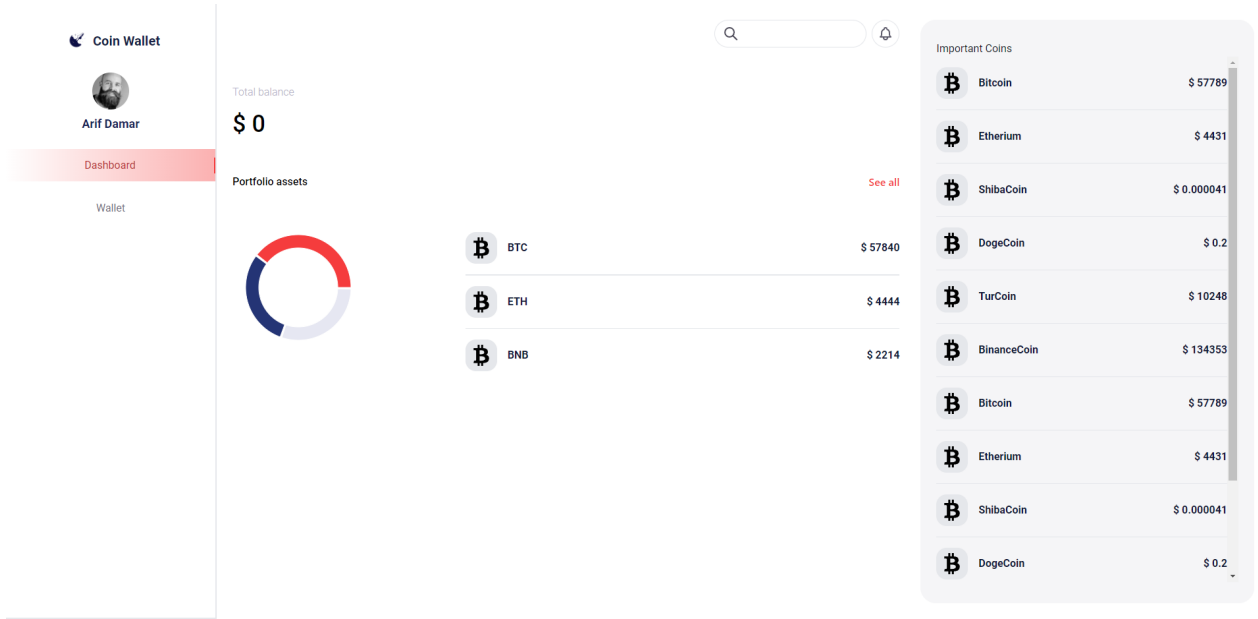 Coin Wallet
Arif Damar
Dashboard
Wallet
Total balance
$ 0
Portfolio assets
See all
BTC $ 57840
ETH $ 4444
BNB $ 2214
Important Coins
Bitcoin $ 57789
Etherium $ 4431
ShibaCoin $ 0.000041
DogeCoin $ 0.2
TurCoin $ 10248
BinanceCoin $ 134353
Bitcoin $ 57789
Etherium $ 4431
ShibaCoin $ 0.000041
DogeCoin $ 0.2